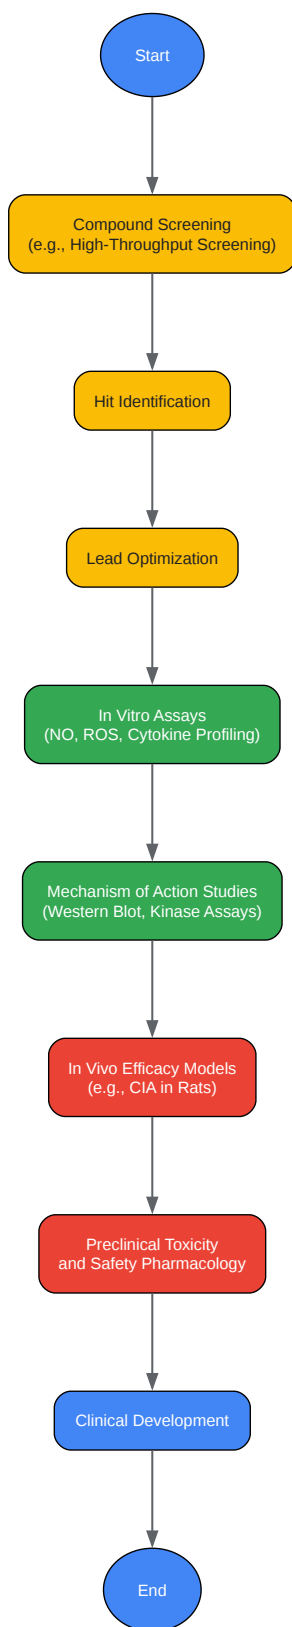 Start
Compound Screening
(e.g., High-Throughput Screening)
Hit Identification
Lead Optimization
In Vitro Assays
(NO, ROS, Cytokine Profiling)
Mechanism of Action Studies
(Western Blot, Kinase Assays)
In Vivo Efficacy Models
(e.g., CIA in Rats)
Preclinical Toxicity
and Safety Pharmacology
Clinical Development
End